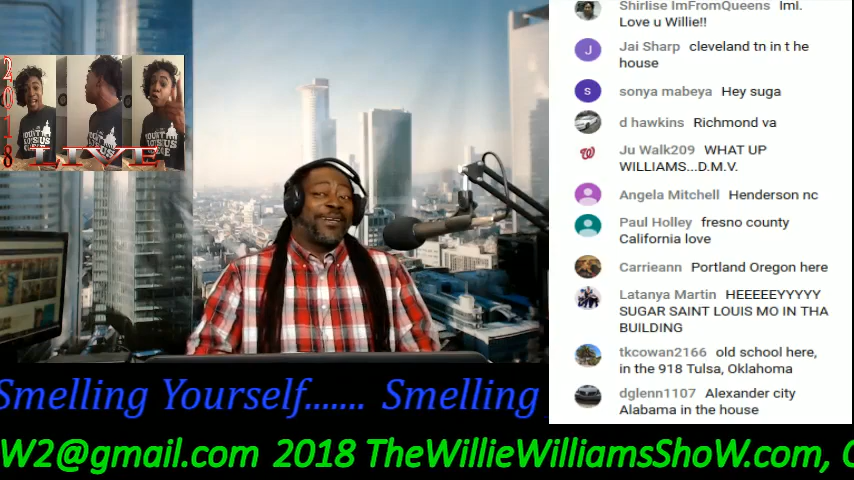 Shirlise ImFromQueens Iml.
Love u Willie!!
Jai Sharp cleveland tn in t he
house
sonya mabeya Hey suga
d hawkins Richmond va
Ju Walk209 WHAT UP
WILLIAMS...D.M.V.
Angela Mitchell Henderson nc
Paul Holley fresno county
California love
Carrieann Portland Oregon here
Latanya Martin HEEEEEYYYYY
SUGAR SAINT LOUIS MO IN THA
BUILDING
tkcowan2166 old school here,
in the 918 Tulsa, Oklahoma
dglenn1107 Alexander city
Alabama in the house
J
s
2018
LIVE
Smelling Yourself....... Smelling
W2@gmail.com 2018 TheWillieWilliamsShoW.com,